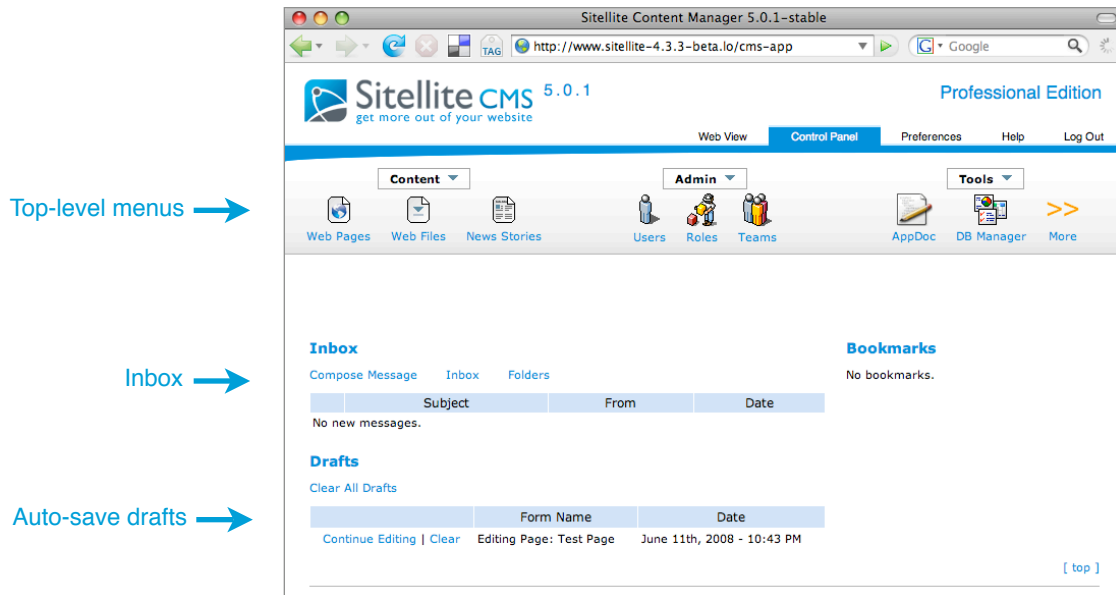 Sitellite Content Manager 5.0.1-stable
TAG http://www.sitellite-4.3.3-beta.lo/cms-app G Google
Sitellite CMS 5.0.1
get more out of your website
Professional Edition
Web View Control Panel Preferences Help Log Out
Content Admin Tools
Top-level menus
Web Pages Web Files News Stories Users Roles Teams AppDoc DB Manager >> More
Inbox Bookmarks
Inbox
Compose Message Inbox Folders No bookmarks.
Subject From Date
No new messages.
Drafts
Clear All Drafts
Auto-save drafts
Form Name Date
Continue Editing | Clear Editing Page: Test Page June 11th, 2008 - 10:43 PM
[ top ]